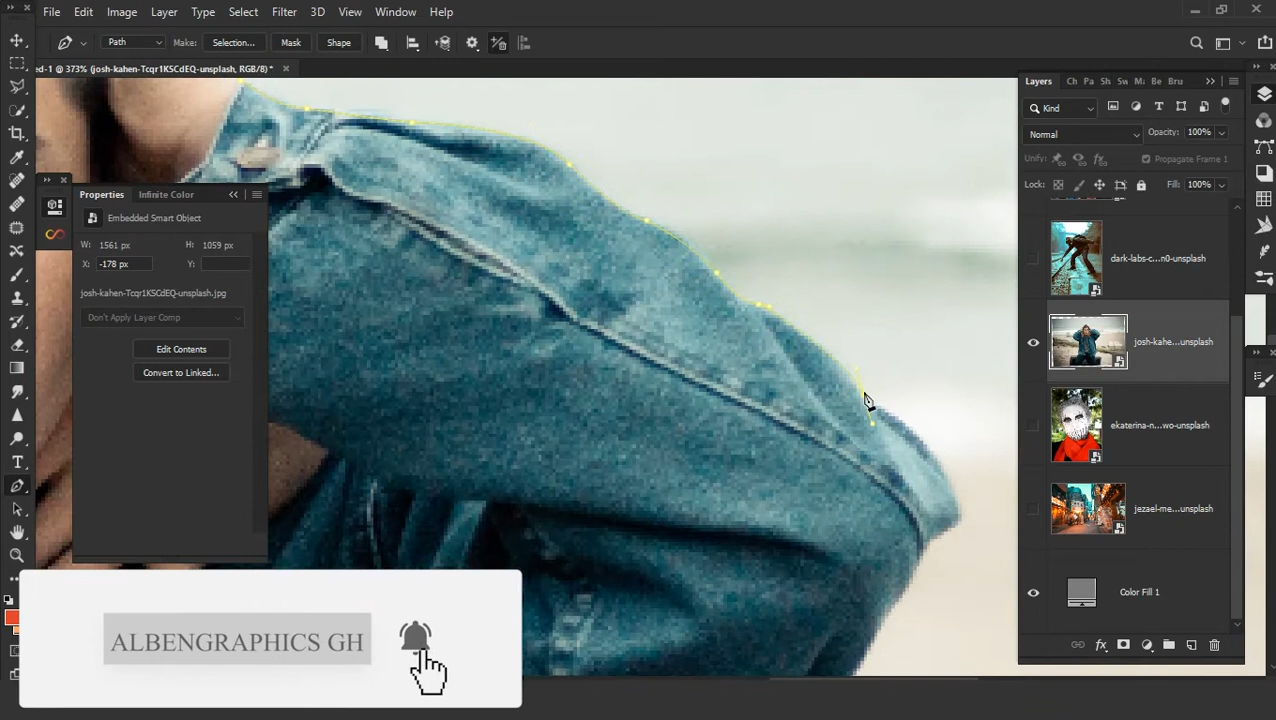 File Edit Image Layer Type Select Filter 3D View Window Help
Path Make: Selection... Mask Shape
ed-1 @ 373% (josh-kahen-Tcqr1KSCdEQ-unsplash, RGB/8) *
Layers Ch Pa Sh Sw Ma Be Bru
Kind
Normal Opacity: 100%
Unify: Propagate Frame 1
Lock: Fill: 100%
Properties Infinite Color
Embedded Smart Object
W: 1561 px H: 1059 px
X: -178 px Y:
josh-kahen-Tcqr1KSCdEQ-unsplash.jpg
Don't Apply Layer Comp
Edit Contents
Convert to Linked...
dark-labs-c...n0-unsplash
josh-kahe...unsplash
ekaterina-n...wo-unsplash
jezael-me...unsplash
Color Fill 1
ALBENGRAPHICS GH